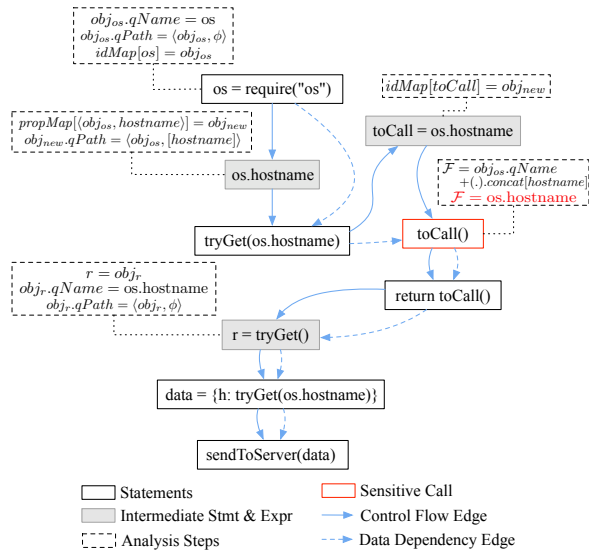 obj_os.qName = os
obj_os.qPath = ⟨obj_os, ϕ⟩
idMap[os] = obj_os
os = require("os")
idMap[toCall] = obj_new
propMap[⟨obj_os, hostname⟩] = obj_new
obj_new.qPath = ⟨obj_os, [hostname]⟩
toCall = os.hostname
os.hostname
F = obj_os.qName
+(.).concat[hostname]
F = os.hostname
tryGet(os.hostname)
toCall()
r = obj_r
obj_r.qName = os.hostname
obj_r.qPath = ⟨obj_r, ϕ⟩
return toCall()
r = tryGet()
data = {h: tryGet(os.hostname)}
sendToServer(data)
Statements
Sensitive Call
Intermediate Stmt & Expr
Control Flow Edge
Analysis Steps
Data Dependency Edge